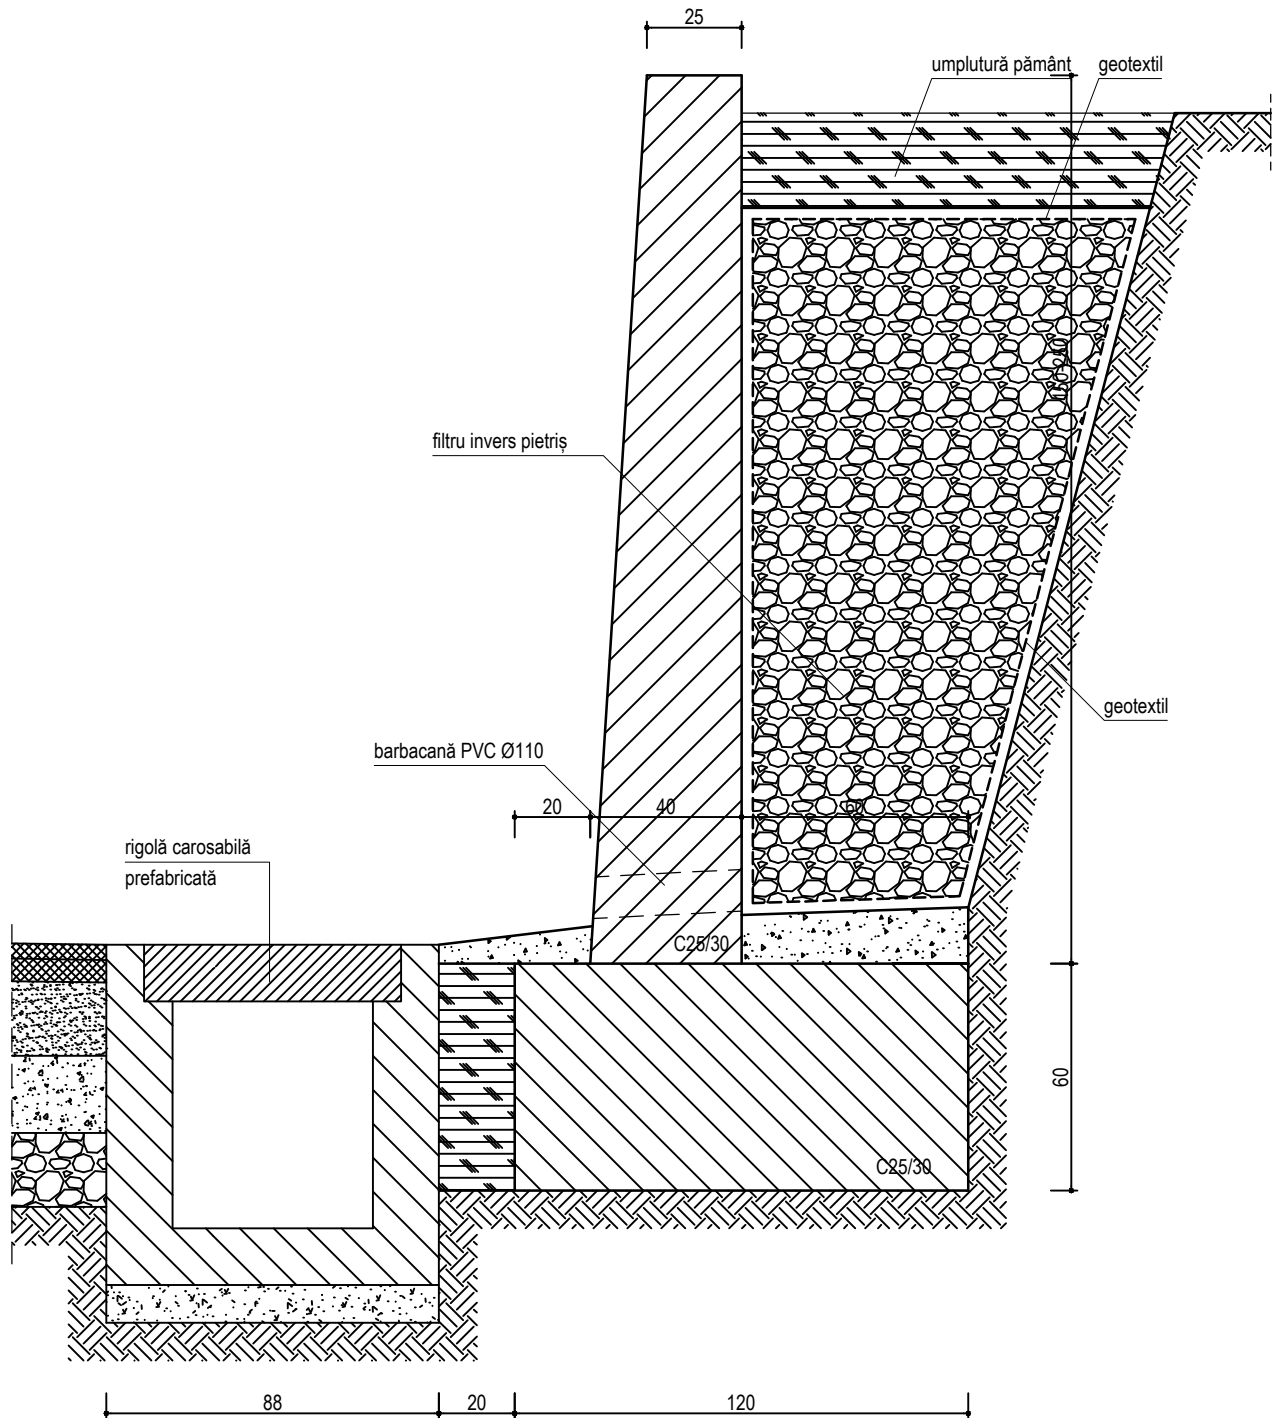 25
umplutură pământ
geotextil
filtru invers pietriș
geotextil
barbacană PVC Ø110
20
40
60
rigolă carosabilă
prefabricată
C25/30
60
C25/30
88
20
120